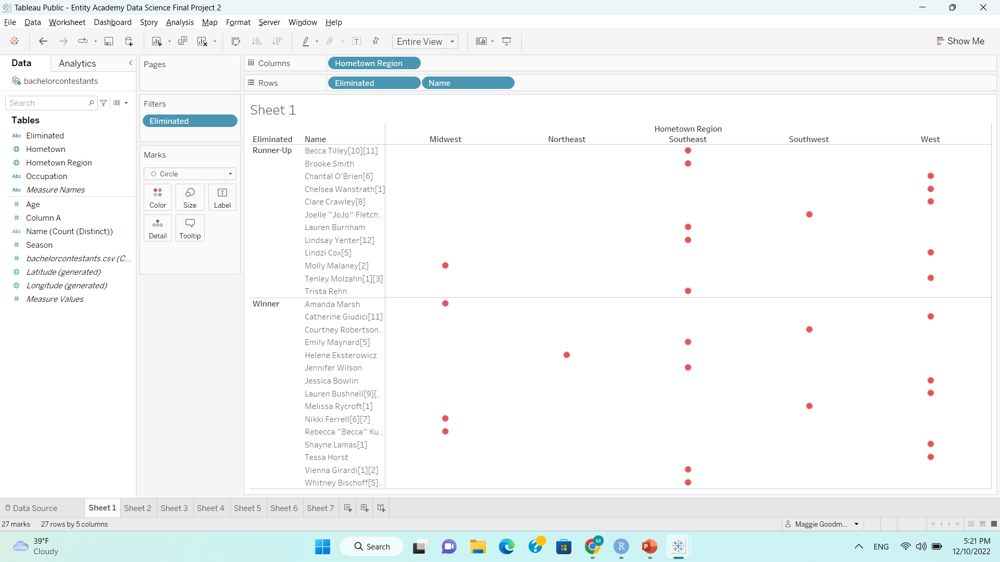 Tableau Public - Entity Academy Data Science Final Project 2
File Data Worksheet Dashboard Story Analysis Map Format Server Window Help
Entire View
Show Me
Data Analytics
Pages
Columns
Hometown Region
bachelorcontestants
Rows
Eliminated
Name
Search
Filters
Eliminated
Tables
Abc Eliminated
Hometown
Hometown Region
Abc Occupation
Abc Measure Names
Age
Column A
Abc Name (Count (Distinct))
Season
bachelorcontestants.csv (C...
Latitude (generated)
Longitude (generated)
Measure Values
Marks
Circle
Color Size Label
Detail Tooltip
Sheet 1
Hometown Region
Eliminated Name Midwest Northeast Southeast Southwest West
Runner-Up Becca Tilley[10][11]
Brooke Smith
Chantal O'Brien[6]
Chelsea Wanstrath[1]
Clare Crawley[8]
Joelle "JoJo" Fletch..
Lauren Burnham
Lindsay Yenter[12]
Lindzi Cox[5]
Molly Malaney[2]
Tenley Molzahn[1][3]
Trista Rehn
Winner Amanda Marsh
Catherine Giudici[11]
Courtney Robertson..
Emily Maynard[5]
Helene Eksterowicz
Jennifer Wilson
Jessica Bowlin
Lauren Bushnell[9][..
Melissa Rycroft[1]
Nikki Ferrell[6][7]
Rebecca "Becca" Ku..
Shayne Lamas[1]
Tessa Horst
Vienna Girardi[1][2]
Whitney Bischoff[5]..
Data Source Sheet 1 Sheet 2 Sheet 3 Sheet 4 Sheet 5 Sheet 6 Sheet 7
27 marks 27 rows by 5 columns
Maggie Goodm...
39°F
Cloudy
Search
M
R
P
ENG
5:21 PM
12/10/2022